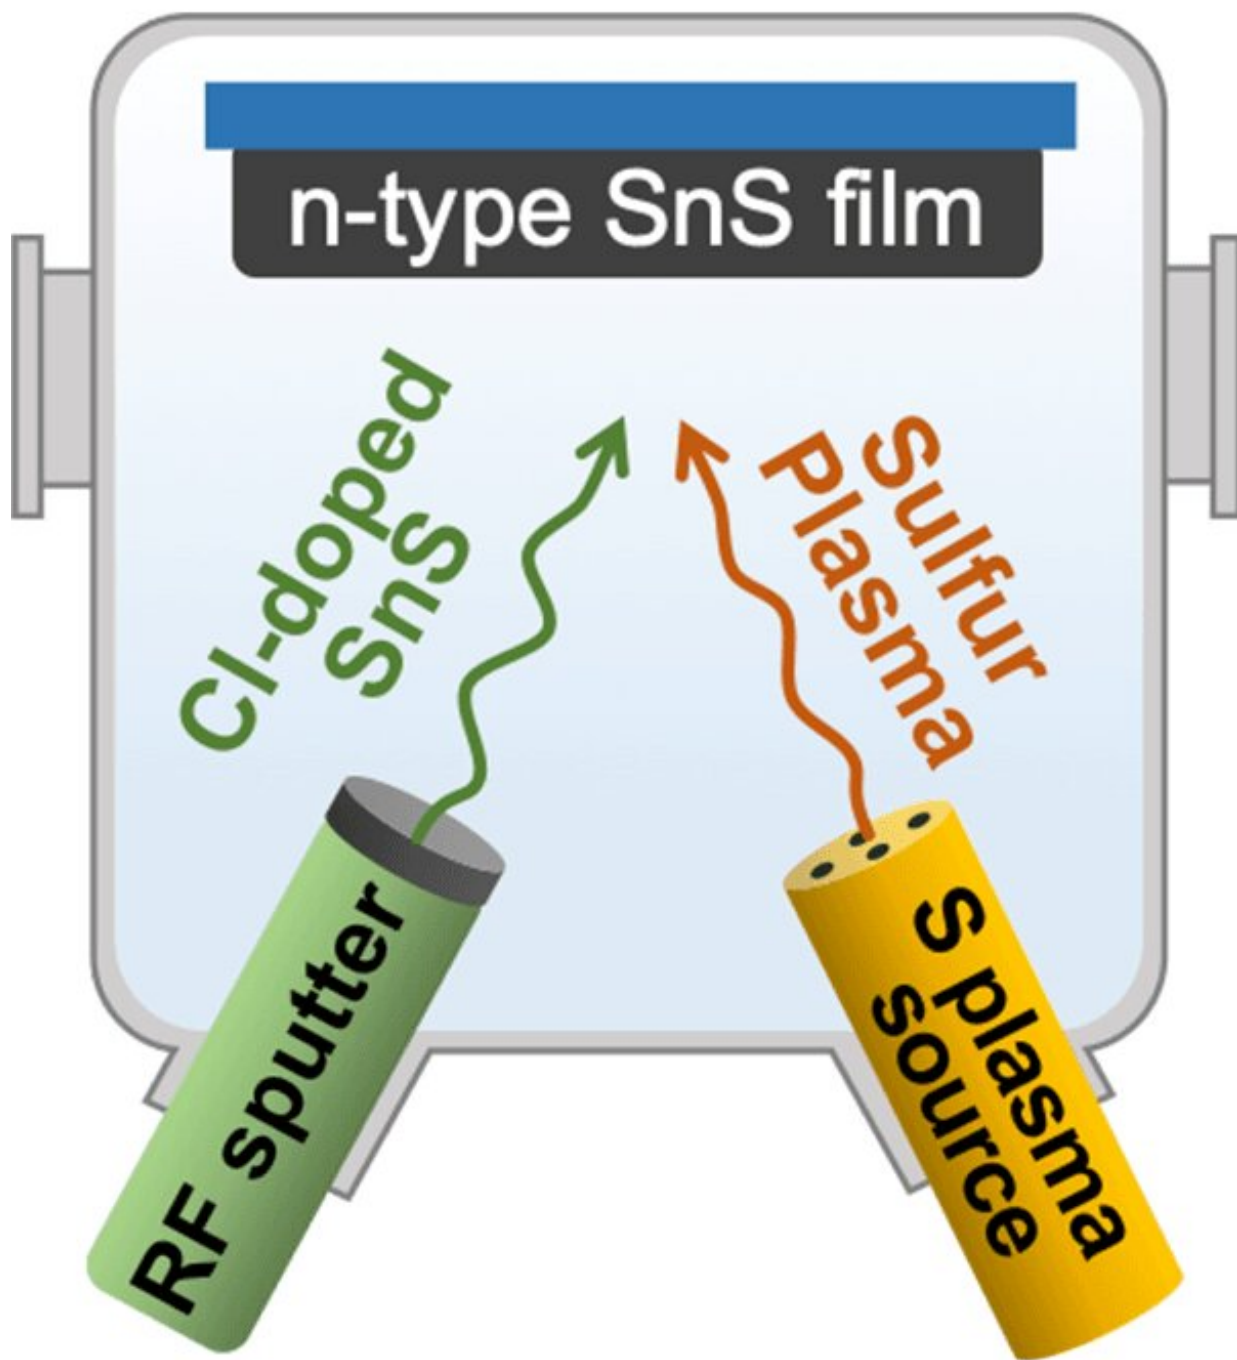 n-type SnS film
Cl-doped
SnS
Sulfur
Plasma
RF sputter
S plasma
source